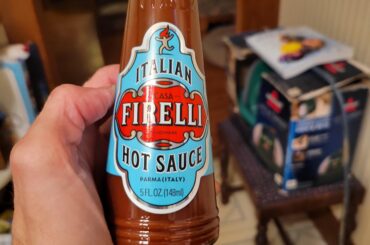 ITALIAN
CASA
FIRELLI
HOT SAUCE
PARMA (ITALY)
5 FL.OZ. (148ml)